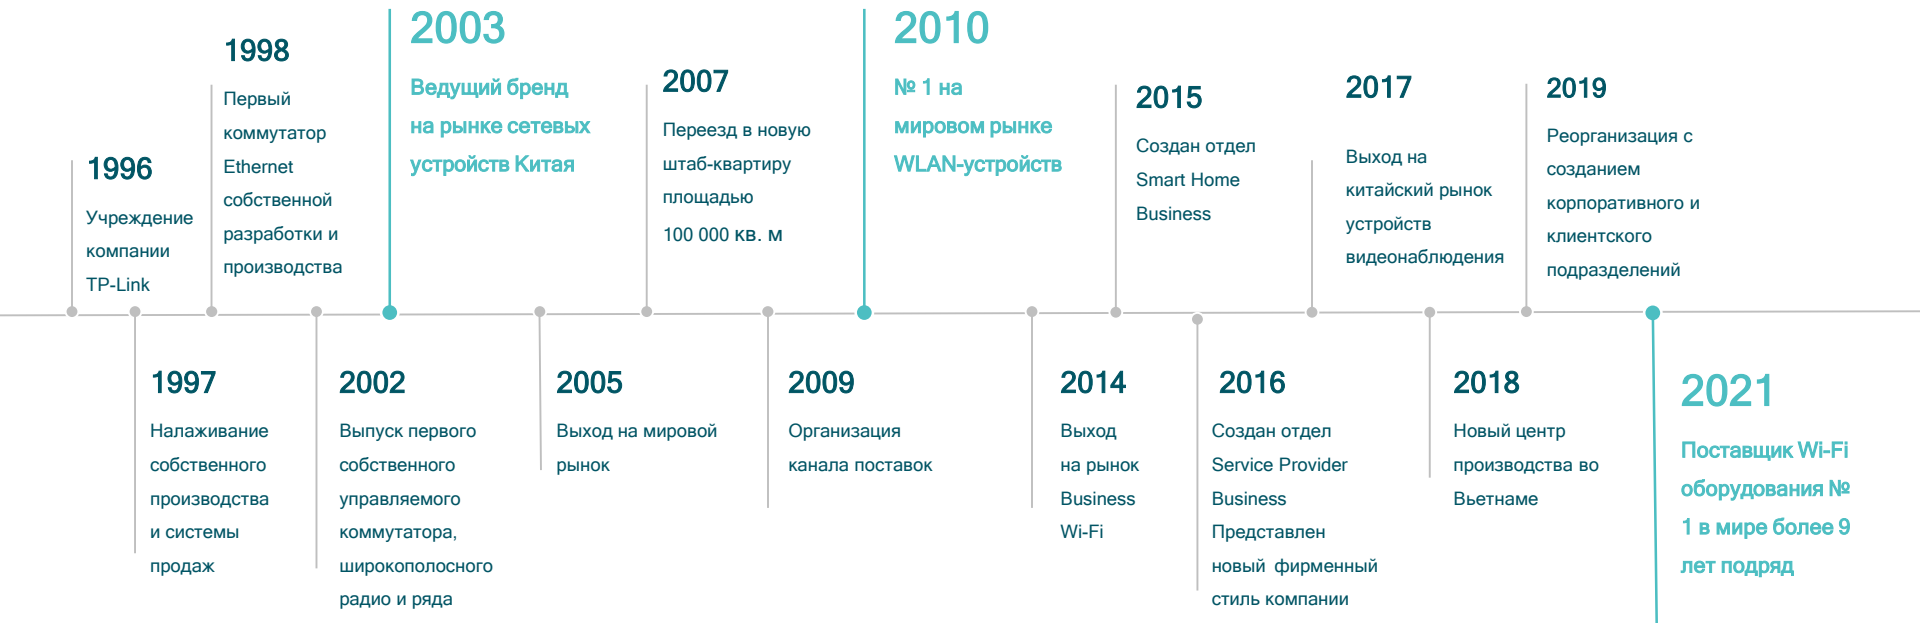 1996
Учреждение
компании
TP-Link
1997
Налаживание
собственного
производства
и системы
продаж
1998
Первый
коммутатор
Ethernet
собственной
разработки и
производства
2002
Выпуск первого
собственного
управляемого
коммутатора,
широкополосного
радио и ряда
2003
Ведущий бренд
на рынке сетевых
устройств Китая
2005
Выход на мировой
рынок
2007
Переезд в новую
штаб-квартиру
площадью
100 000 кв. м
2009
Организация
канала поставок
2010
№ 1 на
мировом рынке
WLAN-устройств
2014
Выход
на рынок
Business
Wi-Fi
2015
Создан отдел
Smart Home
Business
2016
Создан отдел
Service Provider
Business
Представлен
новый фирменный
стиль компании
2017
Выход на
китайский рынок
устройств
видеонаблюдения
2018
Новый центр
производства во
Вьетнаме
2019
Реорганизация с
созданием
корпоративного и
клиентского
подразделений
2021
Поставщик Wi-Fi
оборудования №
1 в мире более 9
лет подряд